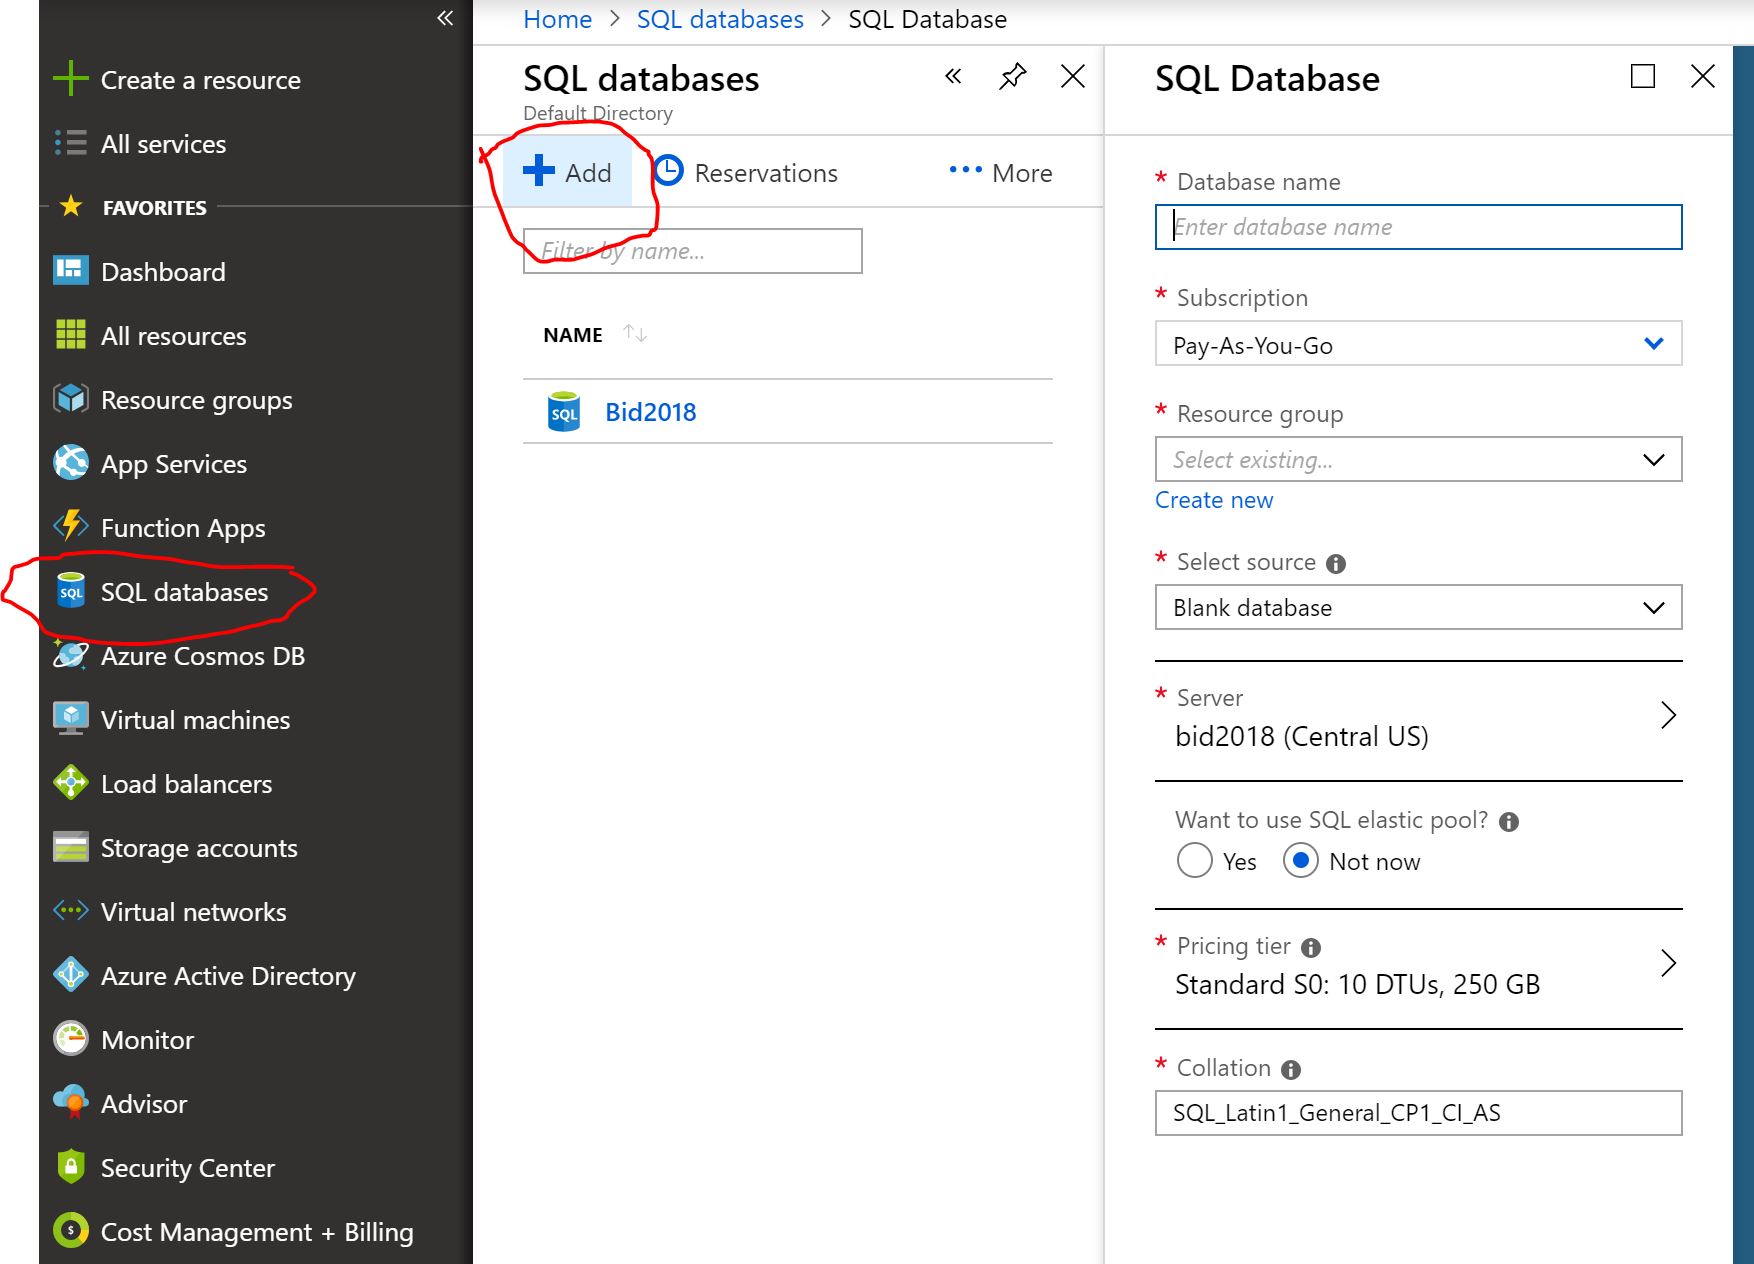 Home > SQL databases > SQL Database
Create a resource
All services
FAVORITES
Dashboard
All resources
Resource groups
App Services
Function Apps
SQL databases
Azure Cosmos DB
Virtual machines
Load balancers
Storage accounts
Virtual networks
Azure Active Directory
Monitor
Advisor
Security Center
Cost Management + Billing
SQL databases
Default Directory
Add
Reservations
More
Filter by name...
NAME
SQL Bid2018
SQL Database
* Database name
Enter database name
* Subscription
Pay-As-You-Go
* Resource group
Select existing...
Create new
* Select source
Blank database
* Server
bid2018 (Central US)
Want to use SQL elastic pool?
Yes Not now
* Pricing tier
Standard S0: 10 DTUs, 250 GB
* Collation
SQL_Latin1_General_CP1_CI_AS